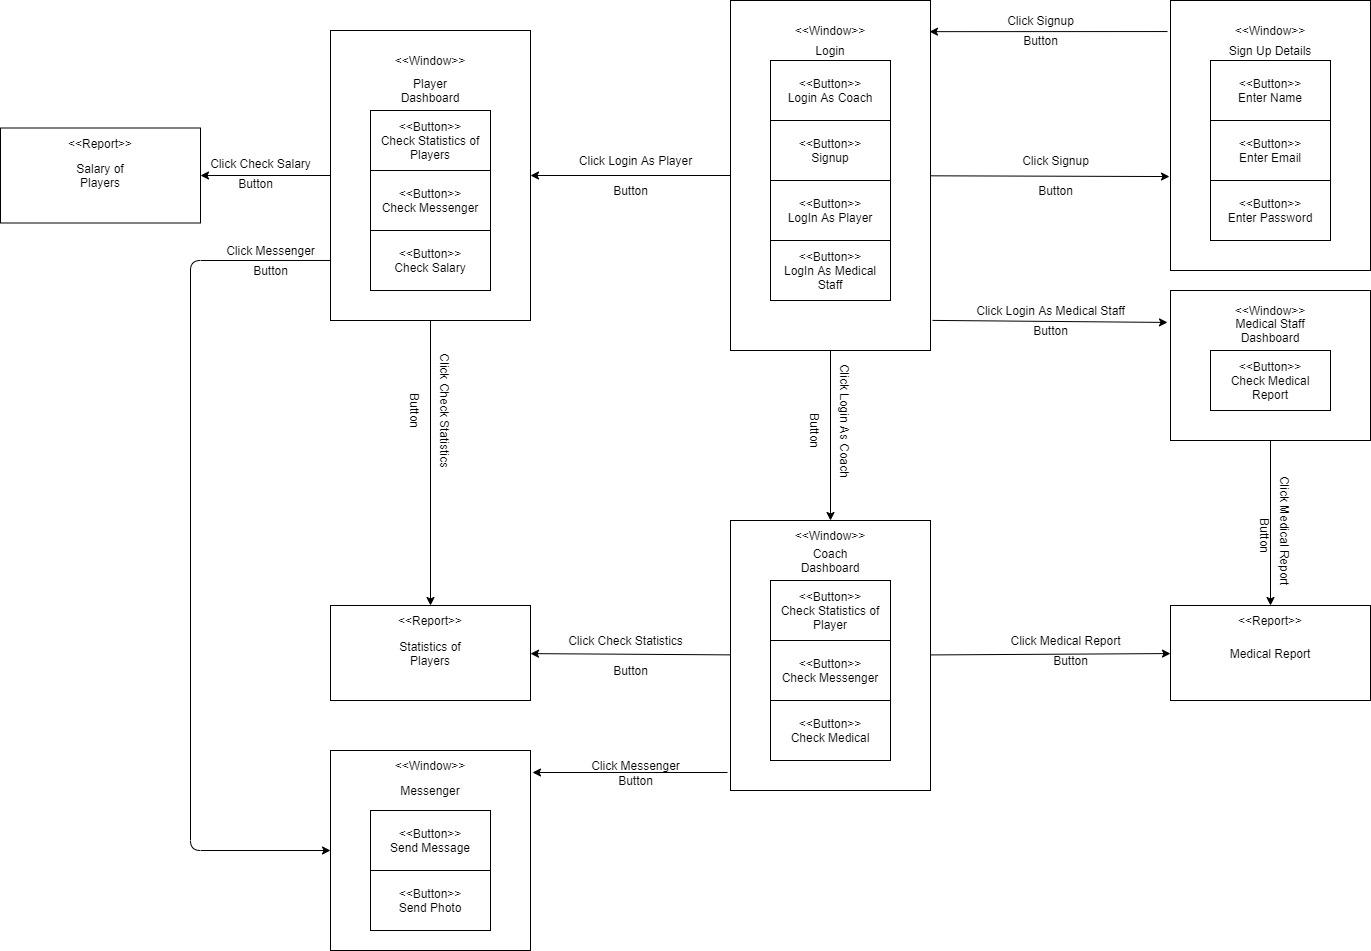 <<Window>>
Player
Dashboard
<<Button>>
Check Statistics of
Players
<<Button>>
Check Messenger
<<Button>>
Check Salary
<<Window>>
Login
<<Button>>
Login As Coach
<<Button>>
Signup
<<Button>>
LogIn As Player
<<Button>>
LogIn As Medical
Staff
Click Signup
Button
<<Window>>
Sign Up Details
<<Button>>
Enter Name
<<Button>>
Enter Email
<<Button>>
Enter Password
<<Report>>
Salary of
Players
Click Check Salary
Button
Click Login As Player
Button
Click Signup
Button
Click Messenger
Button
Click Login As Medical Staff
Button
<<Window>>
Medical Staff
Dashboard
<<Button>>
Check Medical
Report
Click Check Statistics
Button
Click Login As Coach
Button
Click Medical Report
Button
<<Window>>
Coach
Dashboard
<<Button>>
Check Statistics of
Player
<<Button>>
Check Messenger
<<Button>>
Check Medical
<<Report>>
Statistics of
Players
Click Check Statistics
Button
Click Medical Report
Button
<<Report>>
Medical Report
Click Messenger
Button
<<Window>>
Messenger
<<Button>>
Send Message
<<Button>>
Send Photo